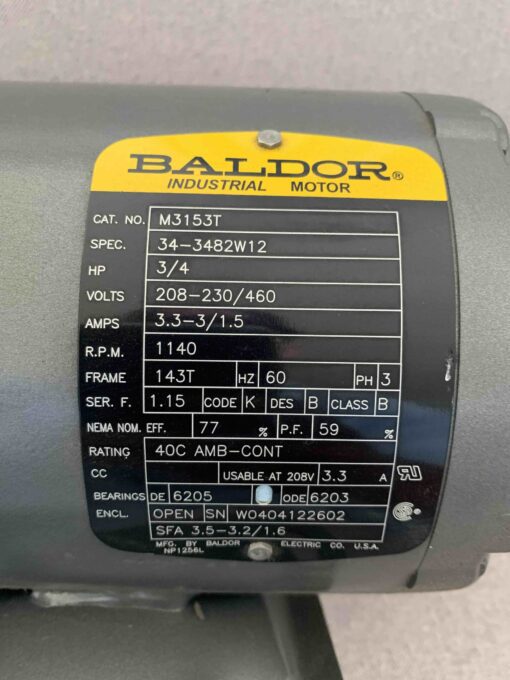 BALDOR®
INDUSTRIAL MOTOR
CAT. NO. M3153T
SPEC. 34-3482W12
HP 3/4
VOLTS 208-230/460
AMPS 3.3-3/1.5
R.P.M. 1140
FRAME 143T HZ 60 PH 3
SER. F. 1.15 CODE K DES B CLASS B
NEMA NOM. EFF. 77 % P.F. 59 %
RATING 40C AMB-CONT
CC USABLE AT 208V 3.3 A
BEARINGS DE 6205 ODE 6203
ENCL. OPEN SN W0404122602
SFA 3.5-3.2/1.6
MFG. BY BALDOR ELECTRIC CO. U.S.A.
NP1256L